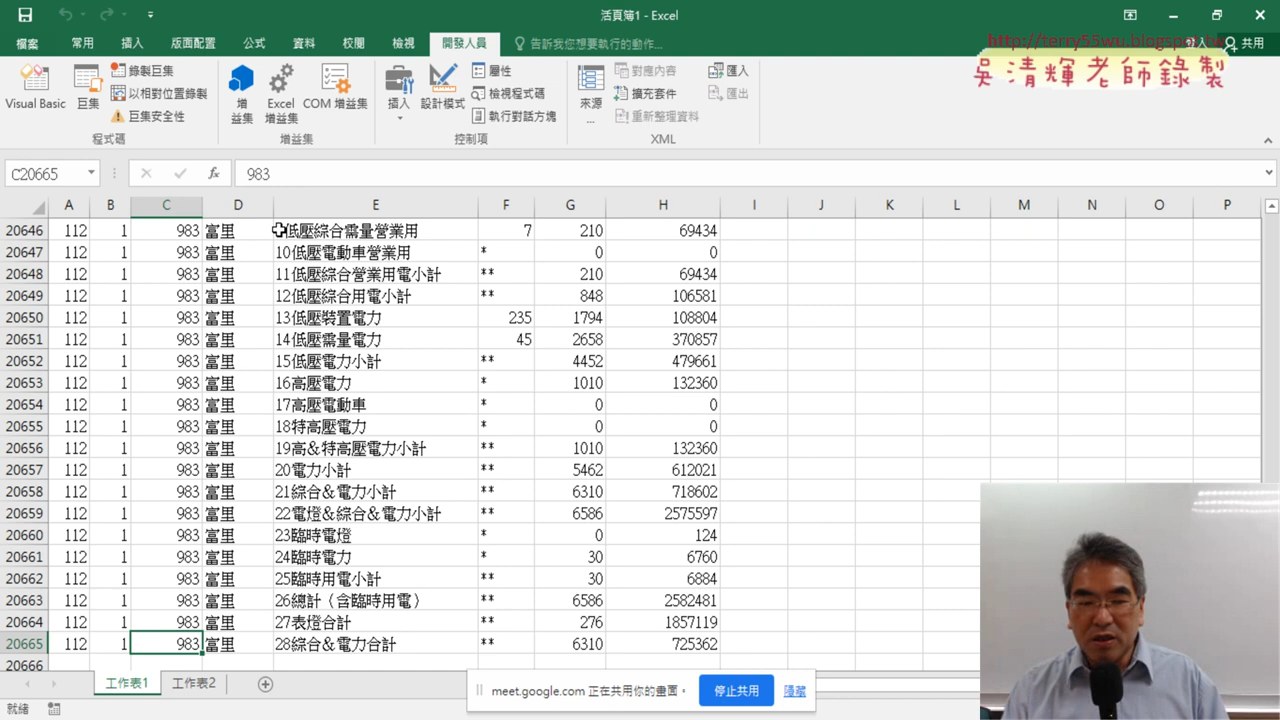 活頁簿1 - Excel
檔案 常用 插入 版面配置 公式 資料 校閱 檢視 開發人員 告訴我您想要執行的動作... 登入 共用
http://terry55wu.blogspot.tw
吳清輝老師錄製
Visual Basic 巨集 錄製巨集 以相對位置錄製 巨集安全性 程式碼
增益集 Excel 增益集 COM 增益集 增益集
插入 設計模式 屬性 檢視程式碼 執行對話方塊 控制項
來源... 對應內容 擴充套件 重新整理資料 匯入 匯出 XML
C20665 fx 983
A B C D E F G H I J K L M N O P
20646 112 1 983 富里 低壓綜合需量營業用 7 210 69434
20647 112 1 983 富里 10低壓電動車營業用 * 0 0
20648 112 1 983 富里 11低壓綜合營業用電小計 ** 210 69434
20649 112 1 983 富里 12低壓綜合用電小計 ** 848 106581
20650 112 1 983 富里 13低壓裝置電力 235 1794 108804
20651 112 1 983 富里 14低壓需量電力 45 2658 370857
20652 112 1 983 富里 15低壓電力小計 ** 4452 479661
20653 112 1 983 富里 16高壓電力 * 1010 132360
20654 112 1 983 富里 17高壓電動車 * 0 0
20655 112 1 983 富里 18特高壓電力 * 0 0
20656 112 1 983 富里 19高&特高壓電力小計 ** 1010 132360
20657 112 1 983 富里 20電力小計 ** 5462 612021
20658 112 1 983 富里 21綜合&電力小計 ** 6310 718602
20659 112 1 983 富里 22電燈&綜合&電力小計 ** 6586 2575597
20660 112 1 983 富里 23臨時電燈 * 0 124
20661 112 1 983 富里 24臨時電力 * 30 6760
20662 112 1 983 富里 25臨時用電小計 ** 30 6884
20663 112 1 983 富里 26總計（含臨時用電） ** 6586 2582481
20664 112 1 983 富里 27表燈合計 ** 276 1857119
20665 112 1 983 富里 28綜合&電力合計 ** 6310 725362
20666
工作表1 工作表2
meet.google.com 正在共用你的畫面。 停止共用 隱藏
就緒